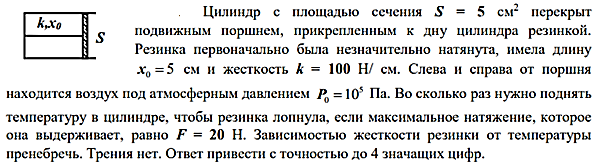 k,x₀
S
Цилиндр с площадью сечения S = 5 см² перекрыт
подвижным поршнем, прикрепленным к дну цилиндра резинкой.
Резинка первоначально была незначительно натянута, имела длину
x₀ = 5 см и жесткость k = 100 Н/ см. Слева и справа от поршня
находится воздух под атмосферным давлением P₀ = 10⁵ Па. Во сколько раз нужно поднять
температуру в цилиндре, чтобы резинка лопнула, если максимальное натяжение, которое
она выдерживает, равно F = 20 Н. Зависимостью жесткости резинки от температуры
пренебречь. Трения нет. Ответ привести с точностью до 4 значащих цифр.